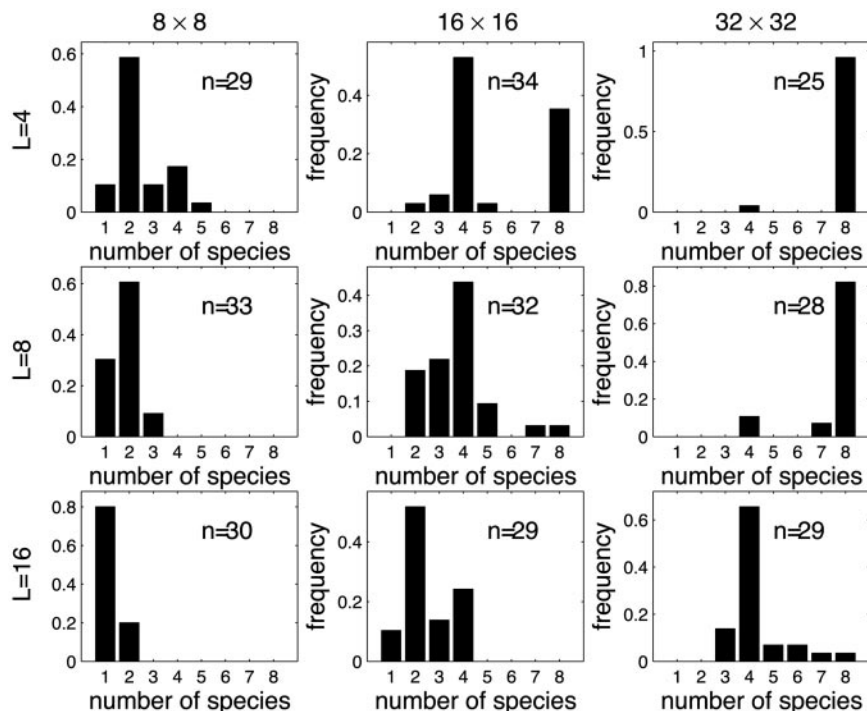 8 × 8
16 × 16
32 × 32
L=4
0.6
0.4
0.2
0
n=29
1 2 3 4 5 6 7 8
number of species
frequency
0.4
0.2
0
n=34
1 2 3 4 5 6 7 8
number of species
frequency
1
0.5
0
n=25
1 2 3 4 5 6 7 8
number of species
L=8
0.6
0.4
0.2
0
n=33
1 2 3 4 5 6 7 8
number of species
frequency
0.4
0.3
0.2
0.1
0
n=32
1 2 3 4 5 6 7 8
number of species
frequency
0.8
0.6
0.4
0.2
0
n=28
1 2 3 4 5 6 7 8
number of species
L=16
0.8
0.6
0.4
0.2
0
n=30
1 2 3 4 5 6 7 8
number of species
frequency
0.4
0.2
0
n=29
1 2 3 4 5 6 7 8
number of species
frequency
0.6
0.4
0.2
0
n=29
1 2 3 4 5 6 7 8
number of species